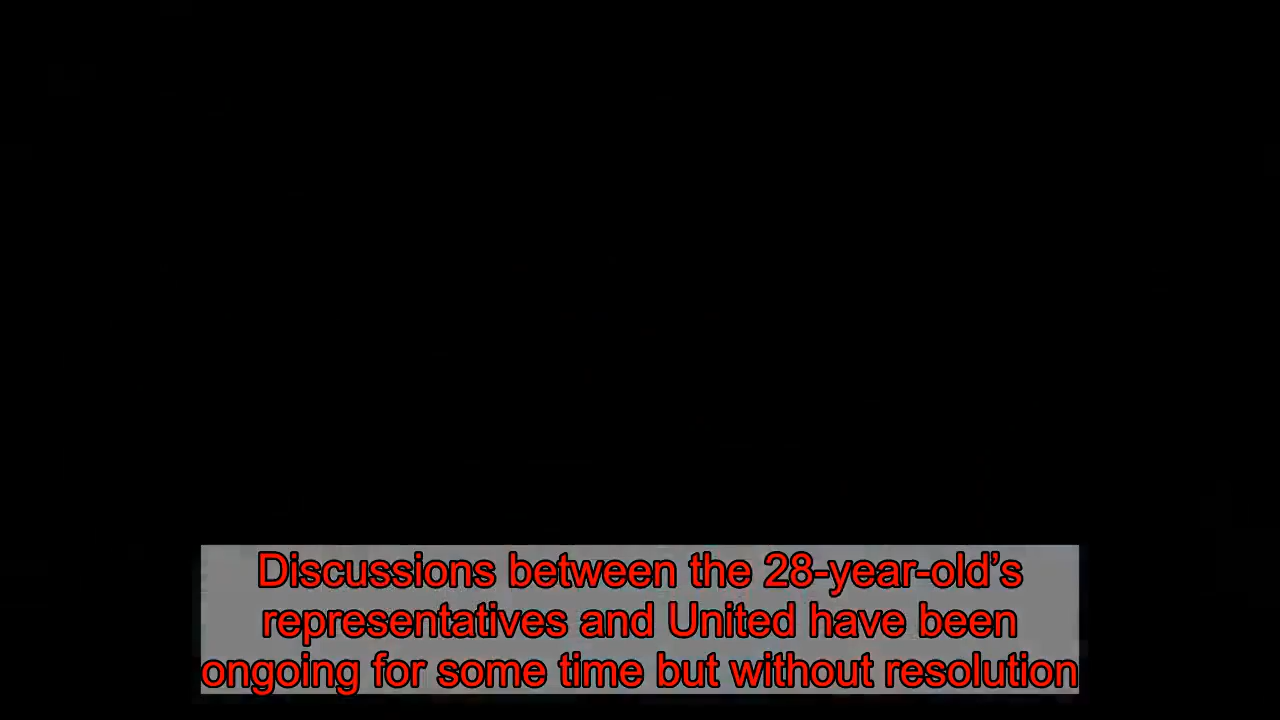 Discussions between the 28-year-old’s
representatives and United have been
ongoing for some time but without resolution